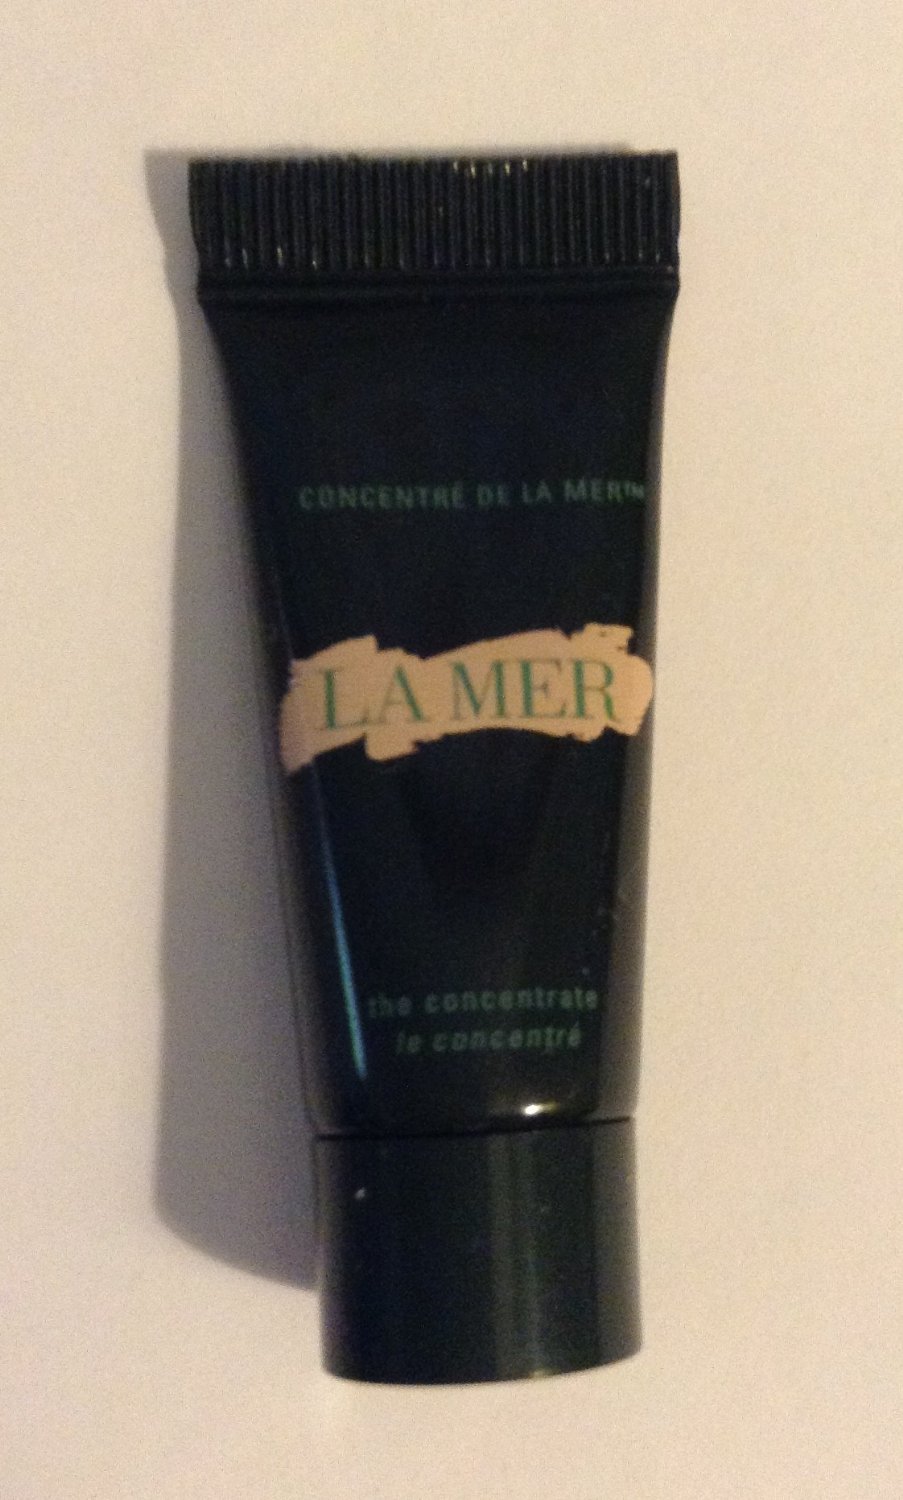 CONCENTRÉ DE LA MER™
LA MER
the concentrate
le concentré